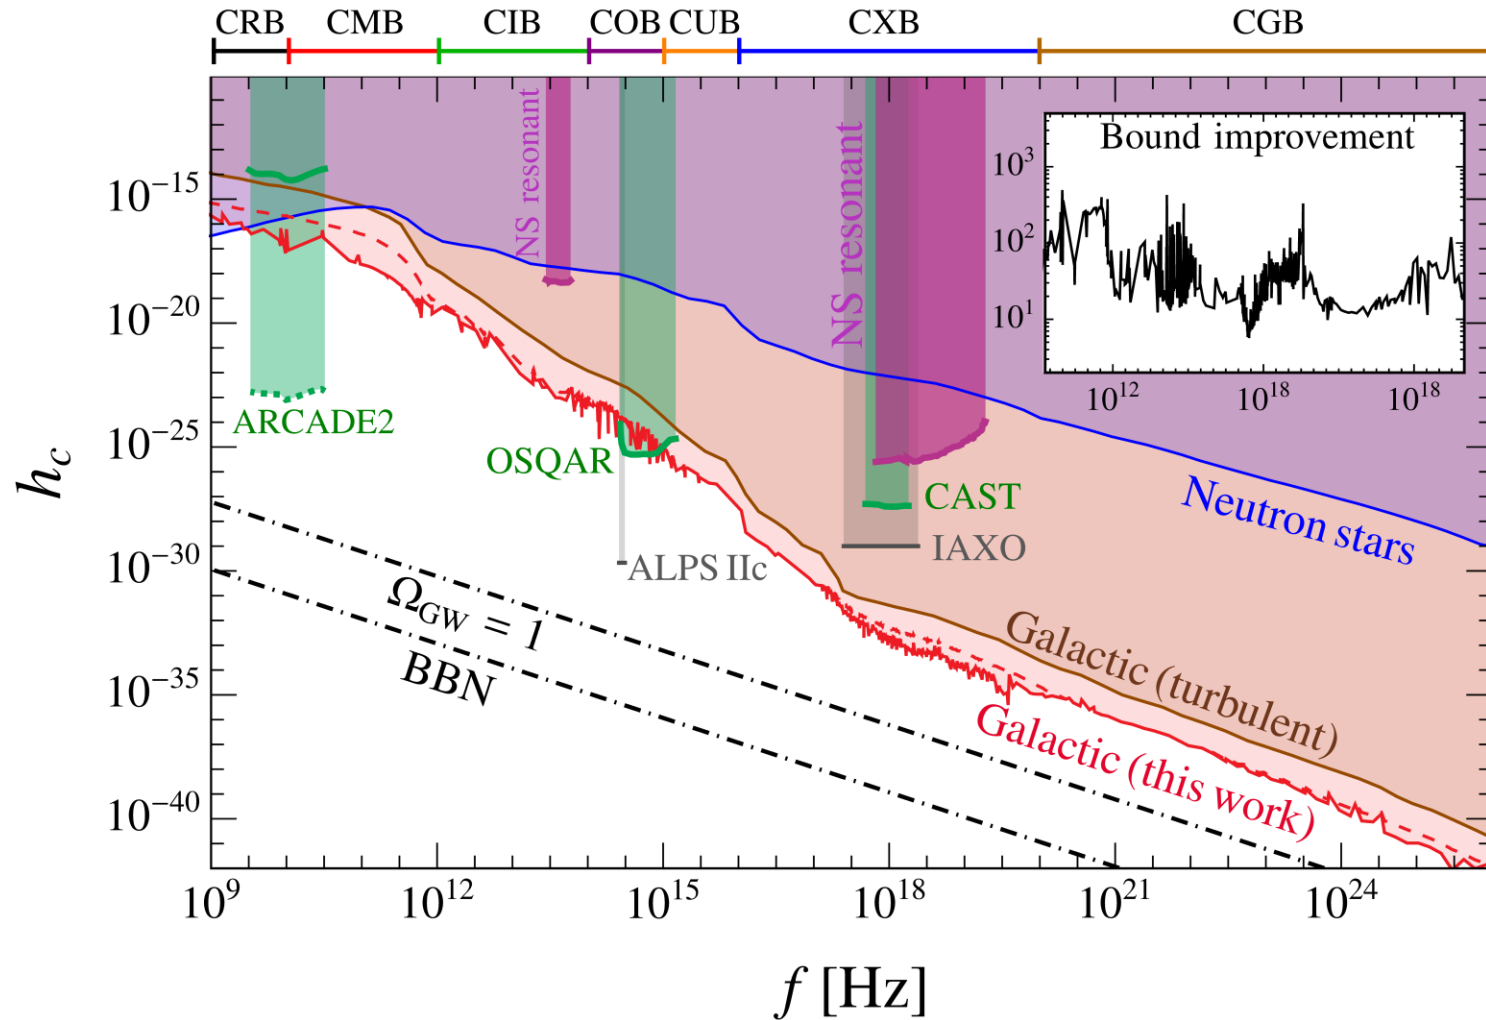 CRB CMB CIB COB CUB CXB CGB
h_c
10^{-15}
10^{-20}
10^{-25}
10^{-30}
10^{-35}
10^{-40}
NS resonant
NS resonant
ARCADE2
OSQAR
ALPS IIc
CAST
IAXO
Neutron stars
Galactic (turbulent)
Galactic (this work)
Ω_{GW} = 1
BBN
Bound improvement
10^3
10^2
10^1
10^{12} 10^{18} 10^{18}
10^9 10^{12} 10^{15} 10^{18} 10^{21} 10^{24}
f [Hz]